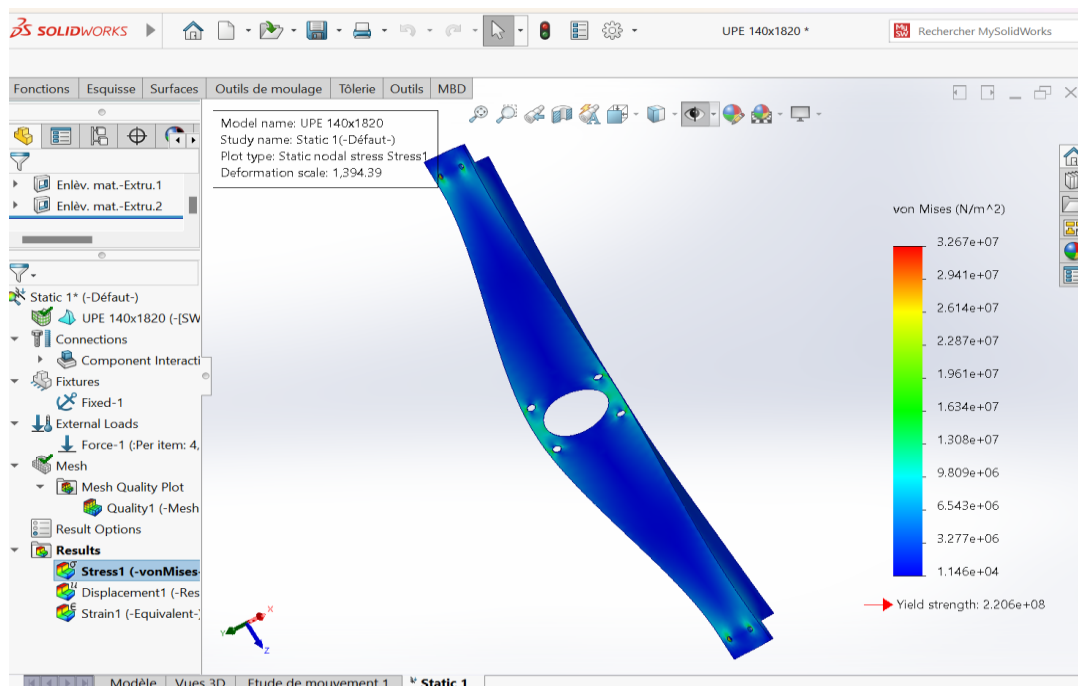 SOLIDWORKS
UPE 140x1820 *
Rechercher MySolidWorks
Fonctions Esquisse Surfaces Outils de moulage Tôlerie Outils MBD
Model name: UPE 140x1820
Study name: Static 1(-Défaut-)
Plot type: Static nodal stress Stress1
Deformation scale: 1,394.39
Enlèv. mat.-Extru.1
Enlèv. mat.-Extru.2
Static 1* (-Défaut-)
UPE 140x1820 (-[SW
Connections
Component Interacti
Fixtures
Fixed-1
External Loads
Force-1 (:Per item: 4,
Mesh
Mesh Quality Plot
Quality1 (-Mesh
Result Options
Results
Stress1 (-vonMises-
Displacement1 (-Res
Strain1 (-Equivalent-
von Mises (N/m^2)
3.267e+07
2.941e+07
2.614e+07
2.287e+07
1.961e+07
1.634e+07
1.308e+07
9.809e+06
6.543e+06
3.277e+06
1.146e+04
Yield strength: 2.206e+08
X
Y
Z
Modèle Vues 3D Etude de mouvement 1 Static 1